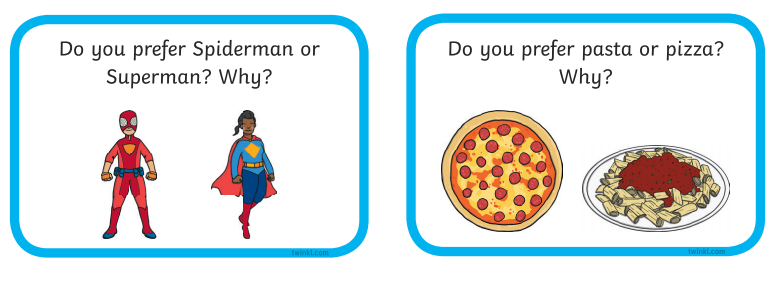 Do you prefer Spiderman or
Superman? Why?
twinkl.com
Do you prefer pasta or pizza?
Why?
twinkl.com